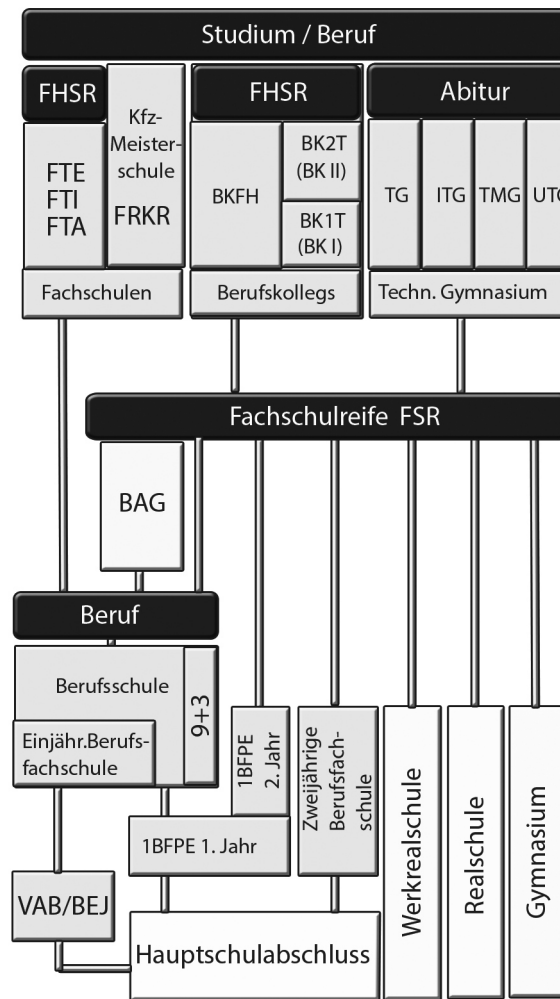 Studium / Beruf
FHSR
Kfz-
Meister-
schule
FRKR
FTE
FTI
FTA
Fachschulen
FHSR
BKFH
BK2T
(BK II)
BK1T
(BK I)
Berufskollegs
Abitur
TG
ITG
TMG
Techn. Gymnasium
Fachschulreife FSR
BAG
Beruf
Berufsschule
9+3
Einjähr.Berufs-
fachschule
1BFPE
2. Jahr
Zweijährige
Berufsfach-
schule
1BFPE 1. Jahr
Werkrealschule
Realschule
Gymnasium
VAB/BEJ
Hauptschulabschluss